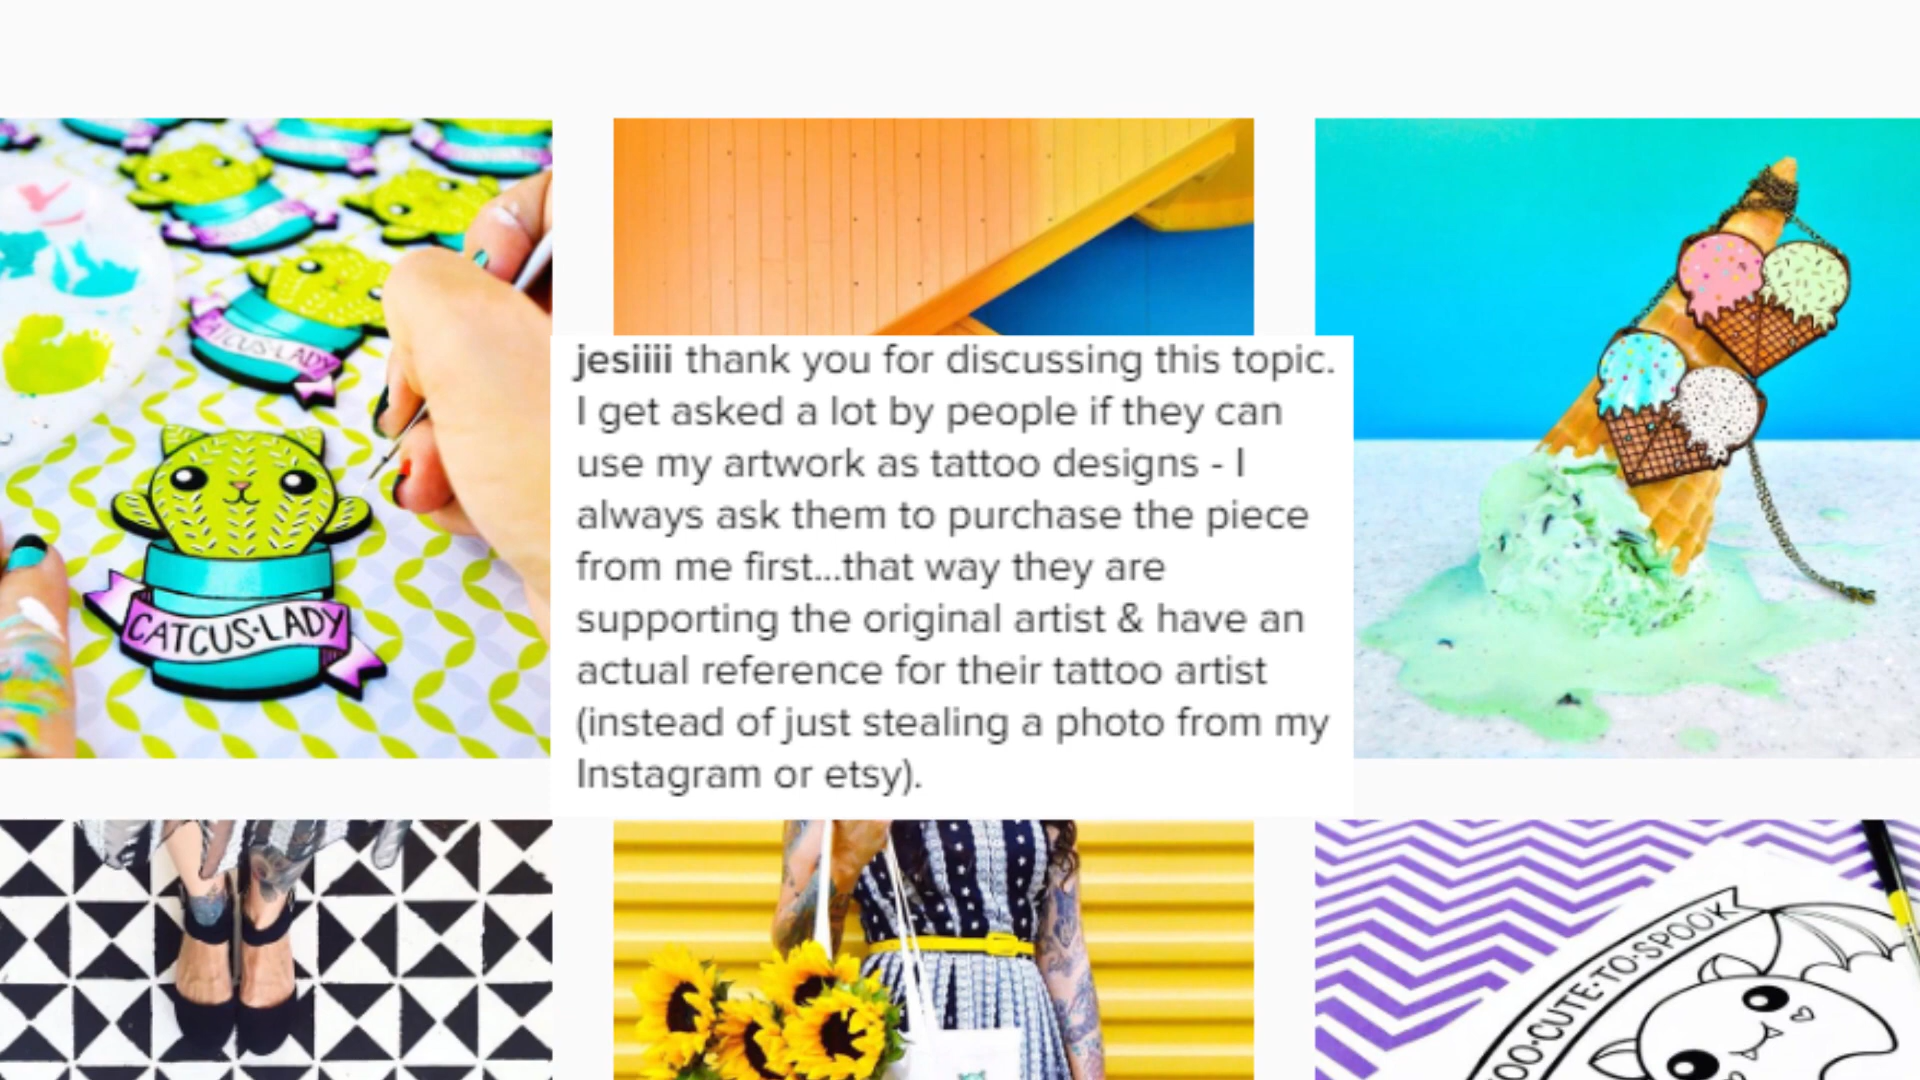 CATCUS·LADY
CATCUS·LADY
jesiiii thank you for discussing this topic.
I get asked a lot by people if they can
use my artwork as tattoo designs - I
always ask them to purchase the piece
from me first...that way they are
supporting the original artist & have an
actual reference for their tattoo artist
(instead of just stealing a photo from my
Instagram or etsy).
OO·CUTE·TO·SPOOK